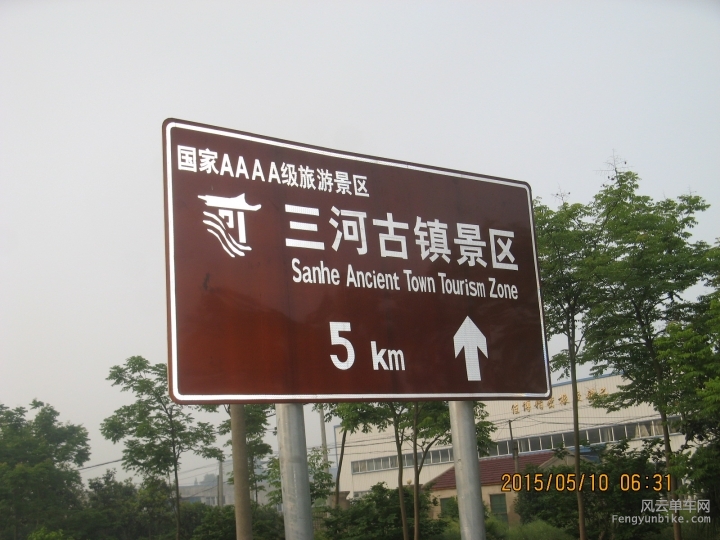 国家AAAA级旅游景区
三河古镇景区
Sanhe Ancient Town Tourism Zone
5 km
2015/05/10 06:31
风云单车网
Fengyunbike.com